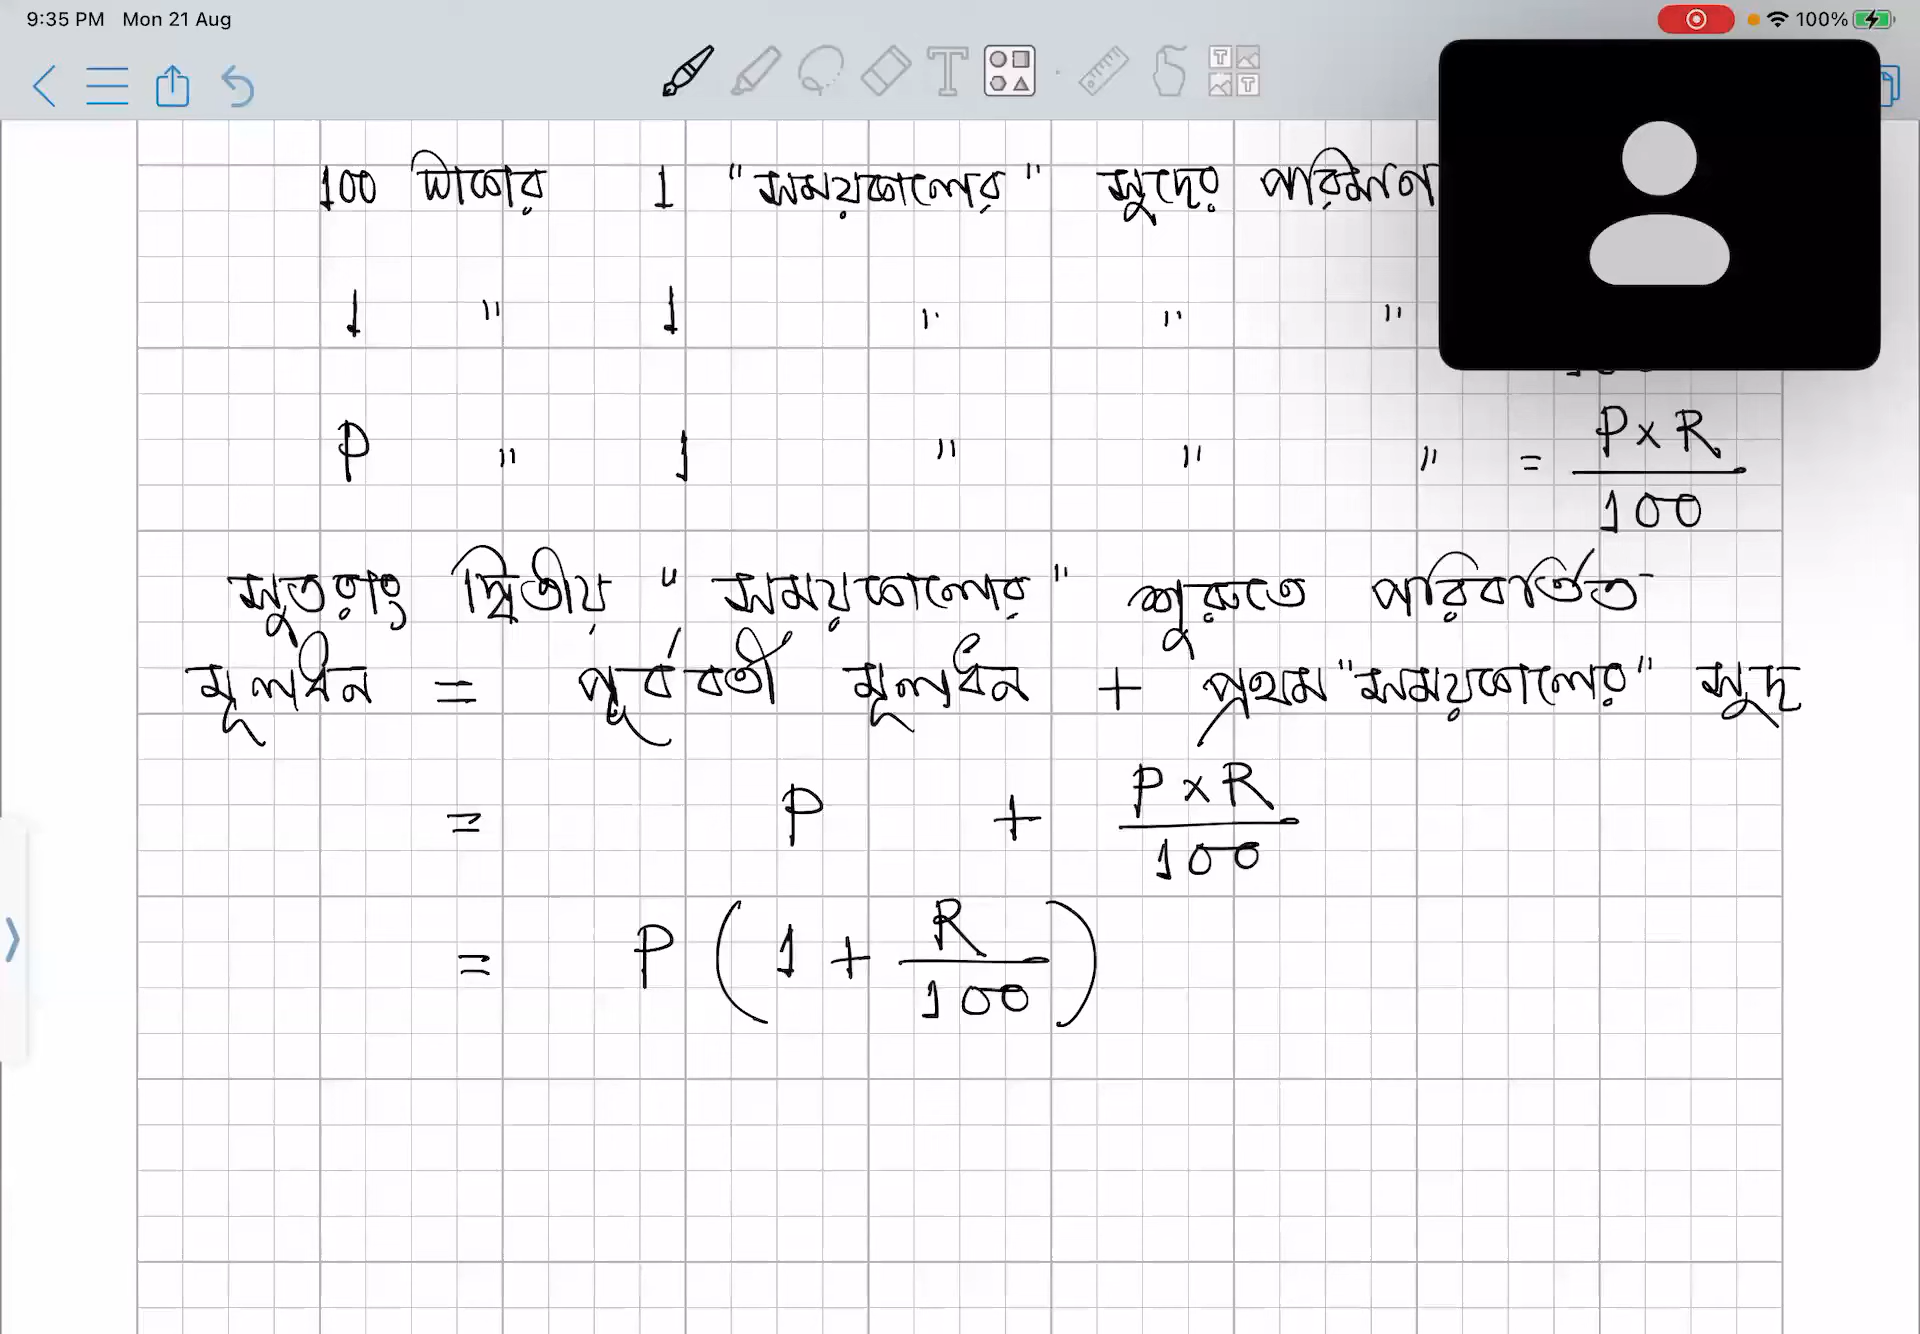 9:35 PM Mon 21 Aug 100%
100 টাকার 1 "সময়কালের" সুদের পরিমাণ
1 " 1 " " "
P " 1 " " " = P × R / 100
সুতরাং দ্বিতীয় "সময়কালের" শুরুতে পরিবর্তিত
মূলধন = পূর্ববর্তী মূলধন + প্রথম "সময়কালের" সুদ
= P + P × R / 100
= P ( 1 + R / 100 )